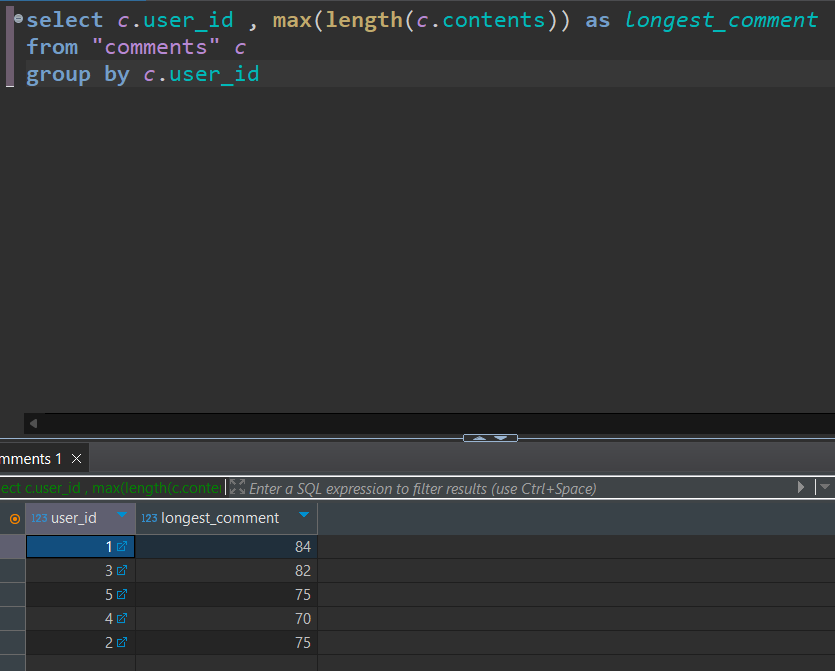 select c.user_id , max(length(c.contents)) as longest_comment
from "comments" c
group by c.user_id
mments 1
ect c.user_id , max(length(c.conter Enter a SQL expression to filter results (use Ctrl+Space)
123 user_id 123 longest_comment
1 84
3 82
5 75
4 70
2 75